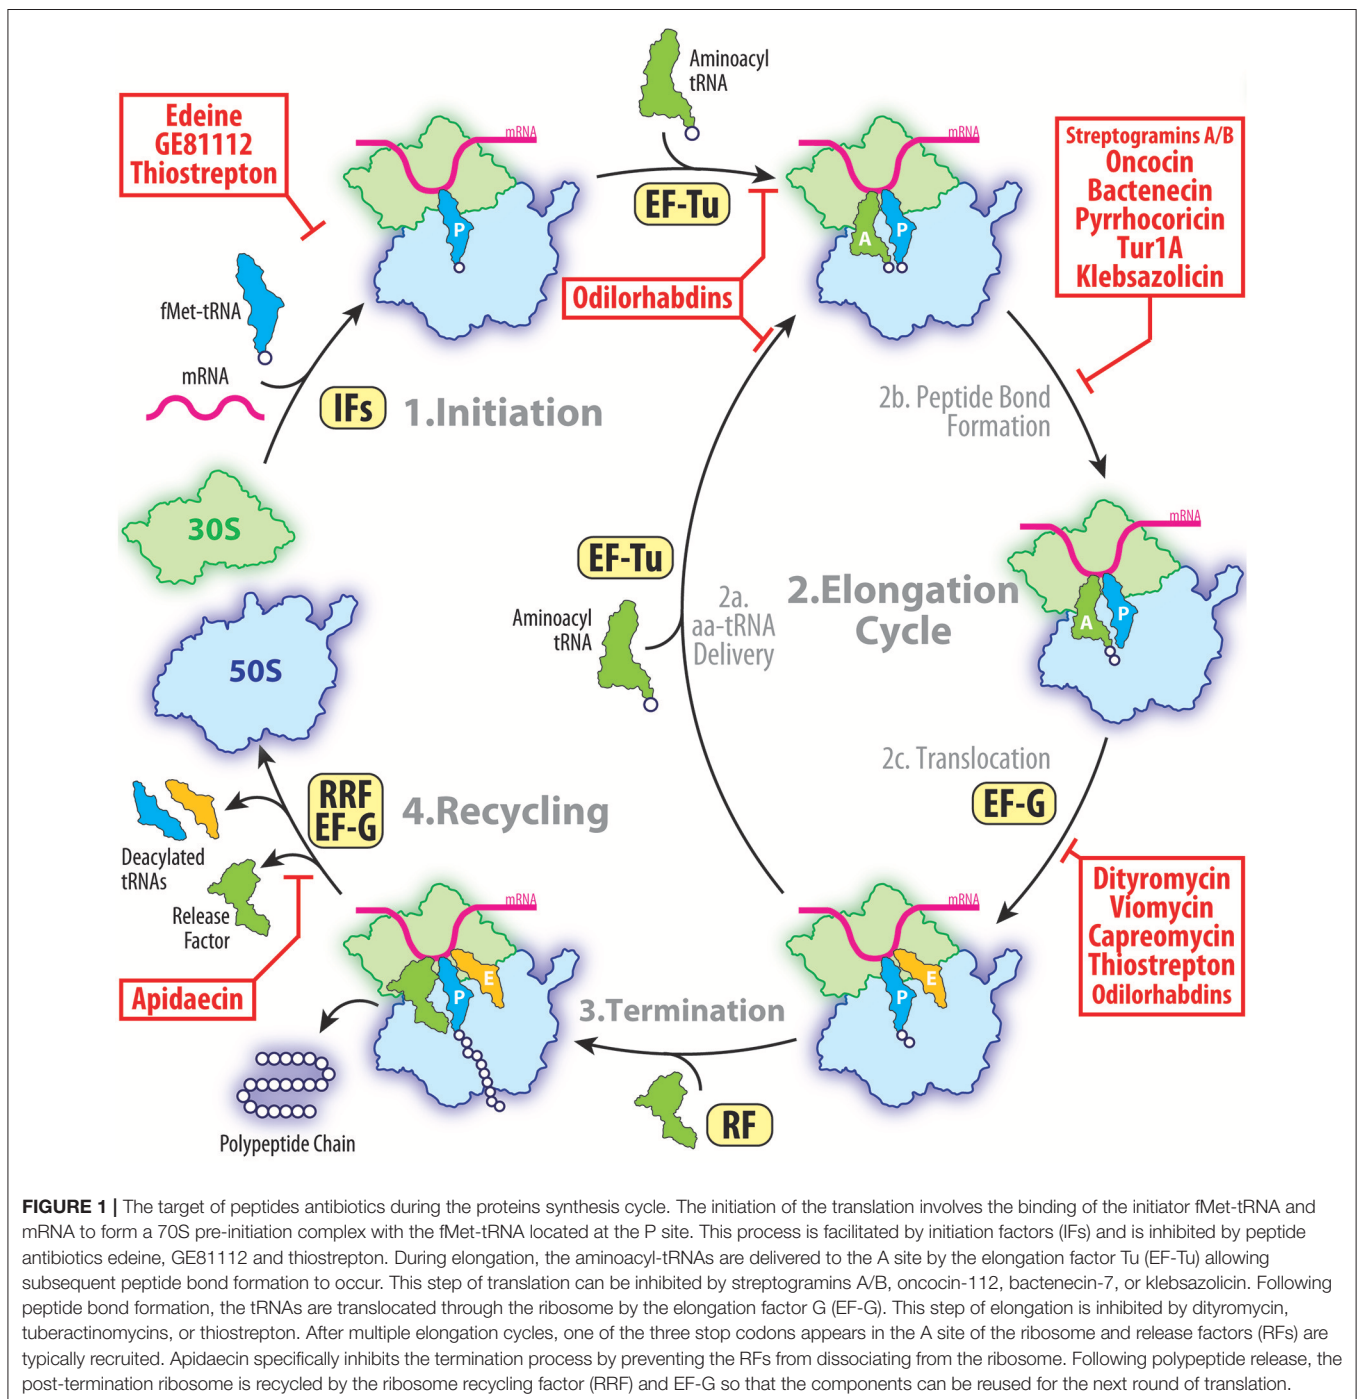 Edeine
GE81112
Thiostrepton
mRNA
P
Aminoacyl
tRNA
EF-Tu
mRNA
A
P
Streptogramins A/B
Oncocin
Bactenecin
Pyrrhocoricin
Tur1A
Klebsazolicin
Odilorhabdins
fMet-tRNA
mRNA
IFs
1.Initiation
2b. Peptide Bond
Formation
30S
50S
EF-Tu
Aminoacyl
tRNA
2a.
aa-tRNA
Delivery
2.Elongation
Cycle
mRNA
A
P
2c. Translocation
EF-G
Dityromycin
Viomycin
Capreomycin
Thiostrepton
Odilorhabdins
RRF
EF-G
4.Recycling
Deacylated
tRNAs
Release
Factor
Apidaecin
mRNA
P
E
mRNA
P
E
3.Termination
RF
Polypeptide Chain
FIGURE 1 | The target of peptides antibiotics during the proteins synthesis cycle. The initiation of the translation involves the binding of the initiator fMet-tRNA and
mRNA to form a 70S pre-initiation complex with the fMet-tRNA located at the P site. This process is facilitated by initiation factors (IFs) and is inhibited by peptide
antibiotics edeine, GE81112 and thiostrepton. During elongation, the aminoacyl-tRNAs are delivered to the A site by the elongation factor Tu (EF-Tu) allowing
subsequent peptide bond formation to occur. This step of translation can be inhibited by streptogramins A/B, oncocin-112, bactenecin-7, or klebsazolicin. Following
peptide bond formation, the tRNAs are translocated through the ribosome by the elongation factor G (EF-G). This step of elongation is inhibited by dityromycin,
tuberactinomycins, or thiostrepton. After multiple elongation cycles, one of the three stop codons appears in the A site of the ribosome and release factors (RFs) are
typically recruited. Apidaecin specifically inhibits the termination process by preventing the RFs from dissociating from the ribosome. Following polypeptide release, the
post-termination ribosome is recycled by the ribosome recycling factor (RRF) and EF-G so that the components can be reused for the next round of translation.